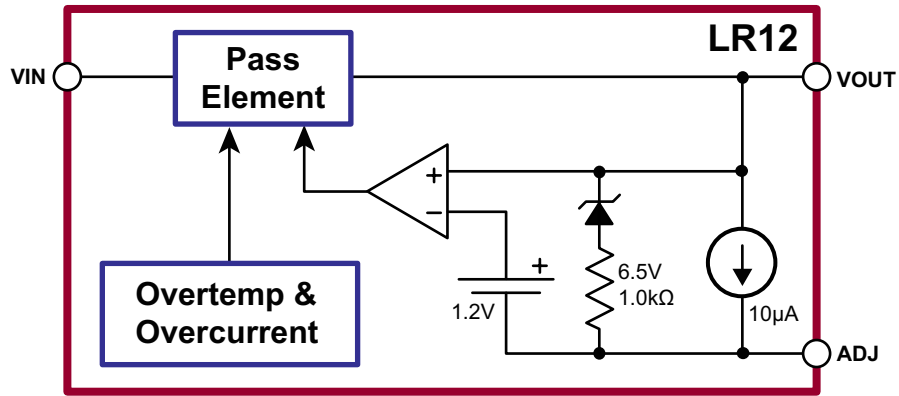 LR12
Pass
Element
VIN
VOUT
+
−
+
1.2V
6.5V
1.0kΩ
10µA
Overtemp &
Overcurrent
ADJ